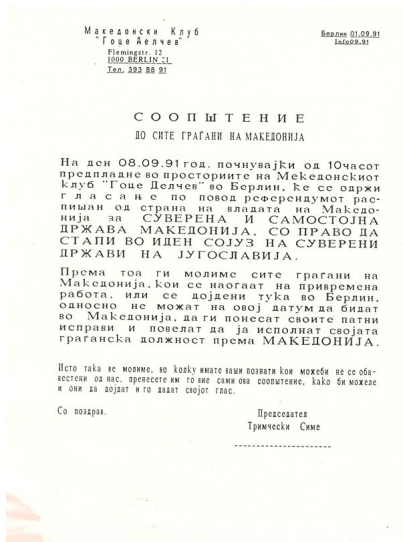 Македонски Клуб
"Гоце Делчев"
Flemingstr. 12
1000 BERLIN 21
Тел. 393 88 91
Берлин 01.09.91
Info09.91
СООПШТЕНИЕ
ДО СИТЕ ГРАЃАНИ НА МАКЕДОНИЈА
На ден 08.09.91 год. почнувајќи од 10часот
предпладне во просториите на Мекедонскиот
клуб "Гоце Делчев" во Берлин, ќе се одржи
гласање по повод референдумот рас-
пишан од страна на владата на Македо-
нија за СУВЕРЕНА И САМОСТОЈНА
ДРЖАВА МАКЕДОНИЈА, СО ПРАВО ДА
СТАПИ ВО ИДЕН СОЈУЗ НА СУВЕРЕНИ
ДРЖАВИ НА ЈУГОСЛАВИЈА.
Према тоа ги молиме сите граѓани на
Македонија, кои се наоѓаат на привремена
работа, или се дојдени тука во Берлин,
односно не можат на овој датум да бидат
во Македонија, да ги понесат своите патни
исправи и повелат да ја исполнат својата
граѓанска должност према МАКЕДОНИЈА.
Исто така ве молиме, во колку имате ваши познати кои можеби не се оба-
вестени од нас, пренесете им го вие сами ова соопштение, како би можеле
и они да дојдат и го дадат својот глас.
Со поздрав.
Председател
Тримчески Симе